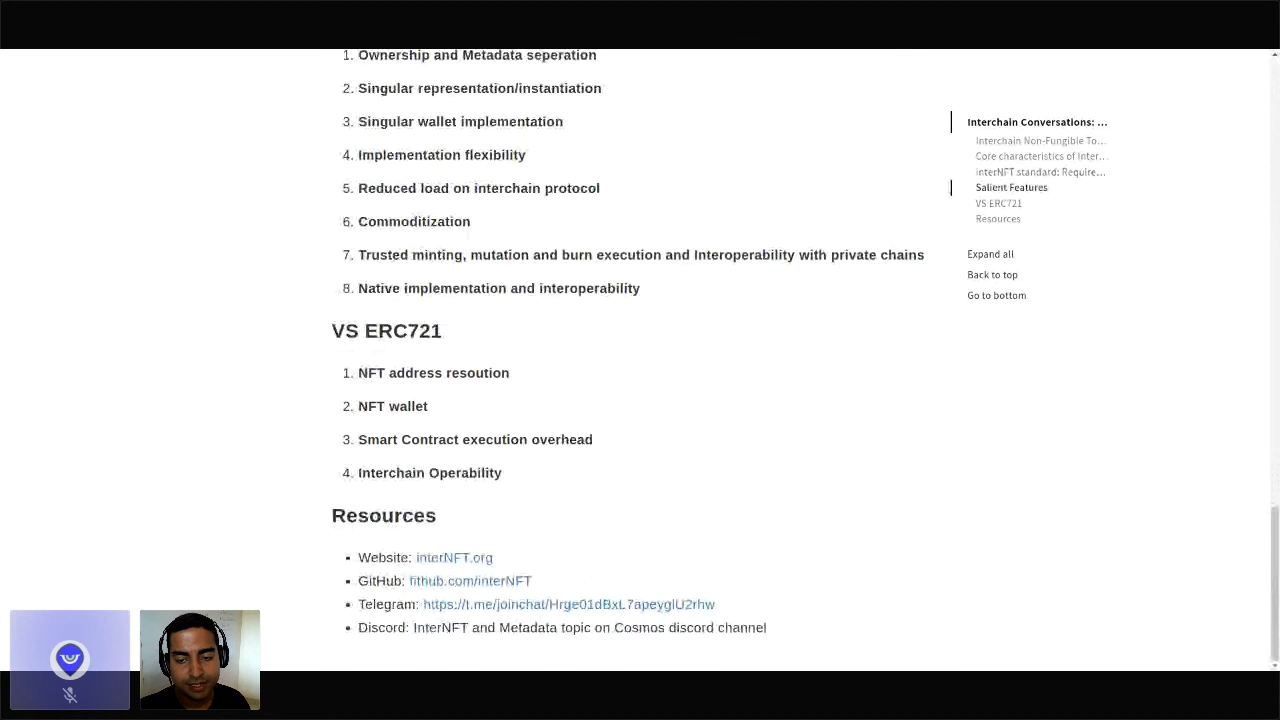 1. Ownership and Metadata seperation
2. Singular representation/instantiation
3. Singular wallet implementation
4. Implementation flexibility
5. Reduced load on interchain protocol
6. Commoditization
7. Trusted minting, mutation and burn execution and Interoperability with private chains
8. Native implementation and interoperability
VS ERC721
1. NFT address resoution
2. NFT wallet
3. Smart Contract execution overhead
4. Interchain Operability
Resources
• Website: interNFT.org
• GitHub: fithub.com/interNFT
• Telegram: https://t.me/joinchat/Hrge01dBxL7apeyglU2rhw
• Discord: InterNFT and Metadata topic on Cosmos discord channel
Interchain Conversations: ...
Interchain Non-Fungible To...
Core characteristics of Inter...
interNFT standard: Require...
Salient Features
VS ERC721
Resources
Expand all
Back to top
Go to bottom